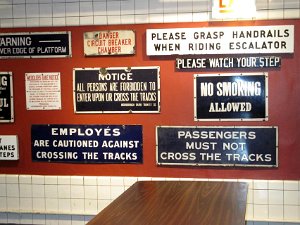 WARNING
OVER EDGE OF PLATFORM
DANGER
CIRCUIT BREAKER
CHAMBER
PLEASE GRASP HANDRAILS
WHEN RIDING ESCALATOR
PLEASE WATCH YOUR STEP
NOTICE
ALL PERSONS ARE FORBIDDEN TO
ENTER UPON OR CROSS THE TRACKS
NO SMOKING
ALLOWED
EMPLOYES
ARE CAUTIONED AGAINST
CROSSING THE TRACKS
PASSENGERS
MUST NOT
CROSS THE TRACKS
STEPS